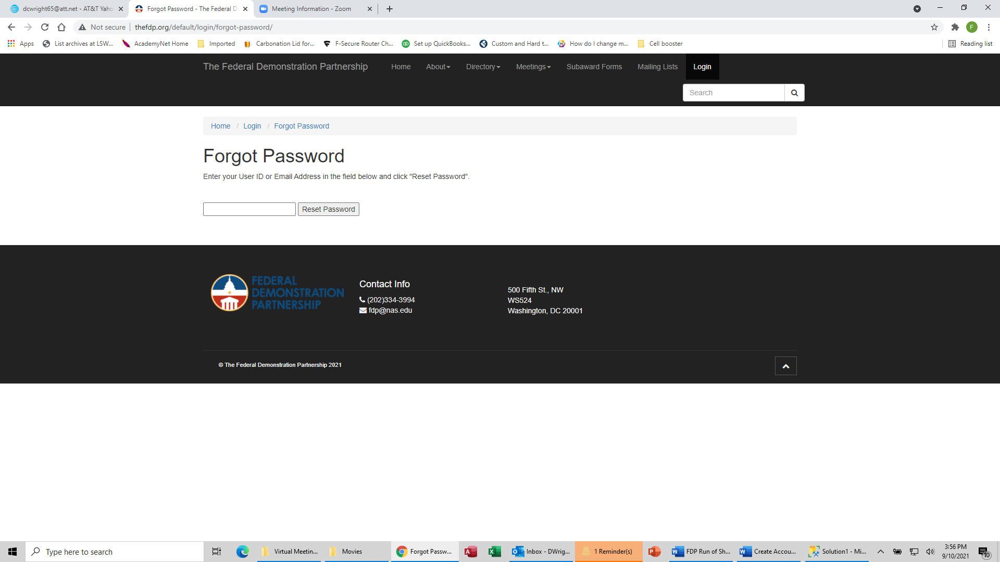 dcwright65@att.net - AT&T Yaho
Forgot Password - The Federal D
Meeting Information - Zoom
Not secure
thefdp.org/default/login/forgot-password/
F
Apps
List archives at LSW...
AcademyNet Home
Imported
Carbonation Lid for...
F-Secure Router Ch...
Set up QuickBooks...
Custom and Hard t...
How do I change m...
Cell booster
Reading list
The Federal Demonstration Partnership
Home
About
Directory
Meetings
Subaward Forms
Mailing Lists
Login
Search
Home / Login / Forgot Password
Forgot Password
Enter your User ID or Email Address in the field below and click "Reset Password".
Reset Password
FEDERAL
DEMONSTRATION
PARTNERSHIP
Contact Info
(202)334-3994
fdp@nas.edu
500 Fifth St., NW
WS524
Washington, DC 20001
© The Federal Demonstration Partnership 2021
Type here to search
Virtual Meetin...
Movies
Forgot Passw...
Inbox - DWrig...
1 Reminder(s)
FDP Run of Sh...
Create Accou...
Solution1 - Mi...
3:56 PM
9/10/2021
10